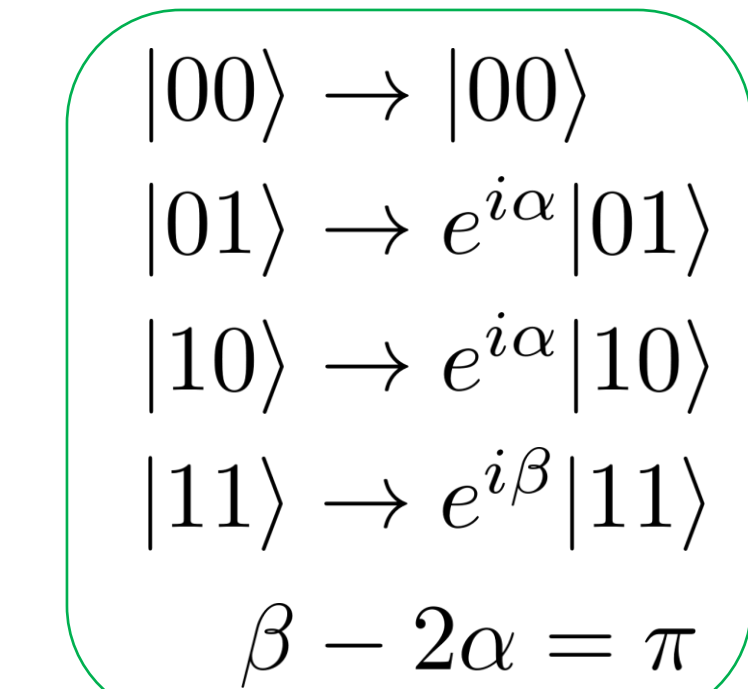 |00⟩ → |00⟩
|01⟩ → e^{iα}|01⟩
|10⟩ → e^{iα}|10⟩
|11⟩ → e^{iβ}|11⟩
β − 2α = π